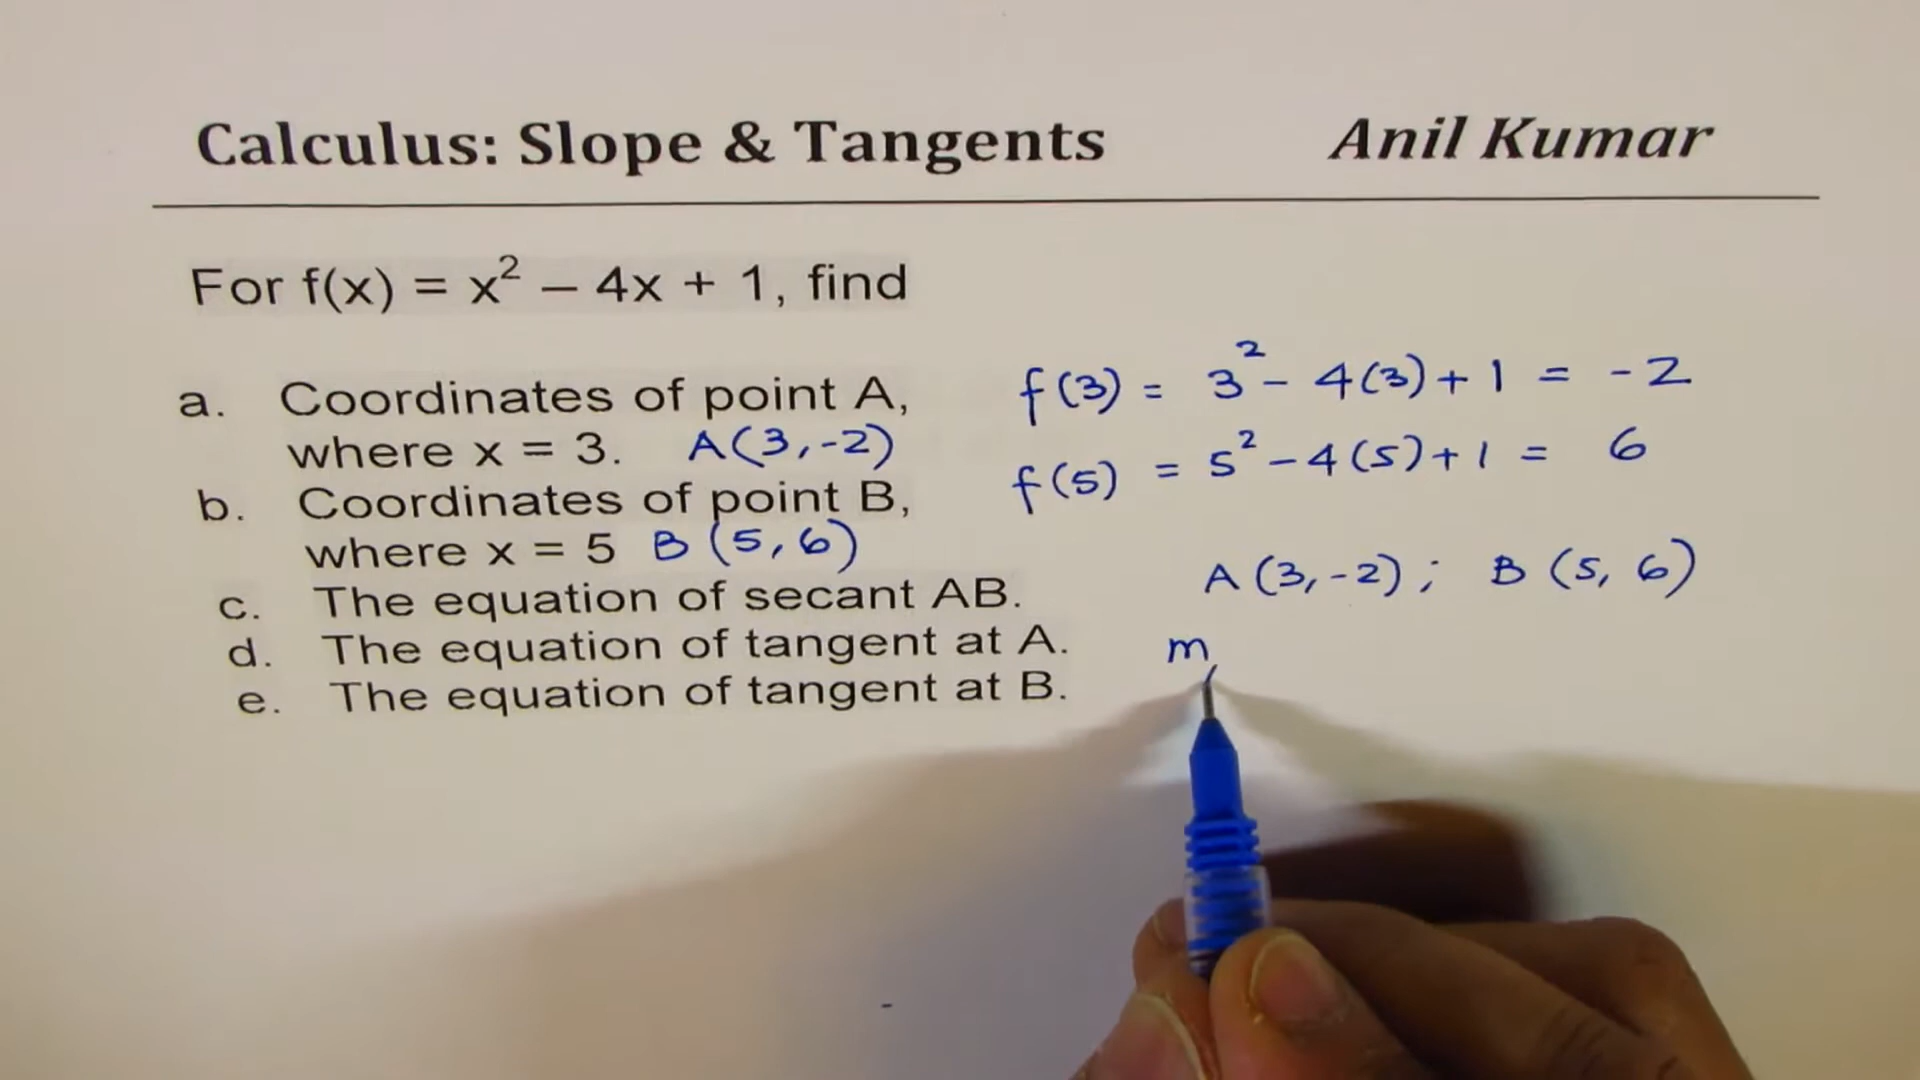 Calculus: Slope & Tangents Anil Kumar
For f(x) = x² – 4x + 1, find
a. Coordinates of point A,
where x = 3. A(3,-2)
b. Coordinates of point B,
where x = 5 B (5,6)
c. The equation of secant AB.
d. The equation of tangent at A.
e. The equation of tangent at B.
f(3) = 3² - 4(3)+1 = -2
f(5) = 5² - 4(5)+1 = 6
A (3,-2); B (5, 6)
m